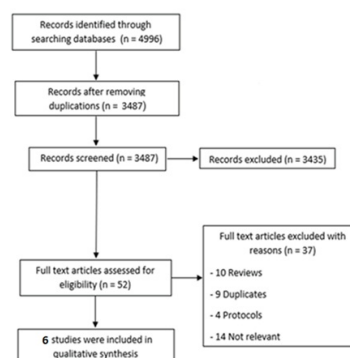 Records identified through
searching databases (n = 4996)
Records after removing
duplications (n = 3487)
Records screened (n = 3487)
Records excluded (n = 3435)
Full text articles excluded with
reasons (n = 37)
- 10 Reviews
- 9 Duplicates
- 4 Protocols
- 14 Not relevant
Full text articles assessed for
eligibility (n = 52)
6 studies were included in
qualitative synthesis